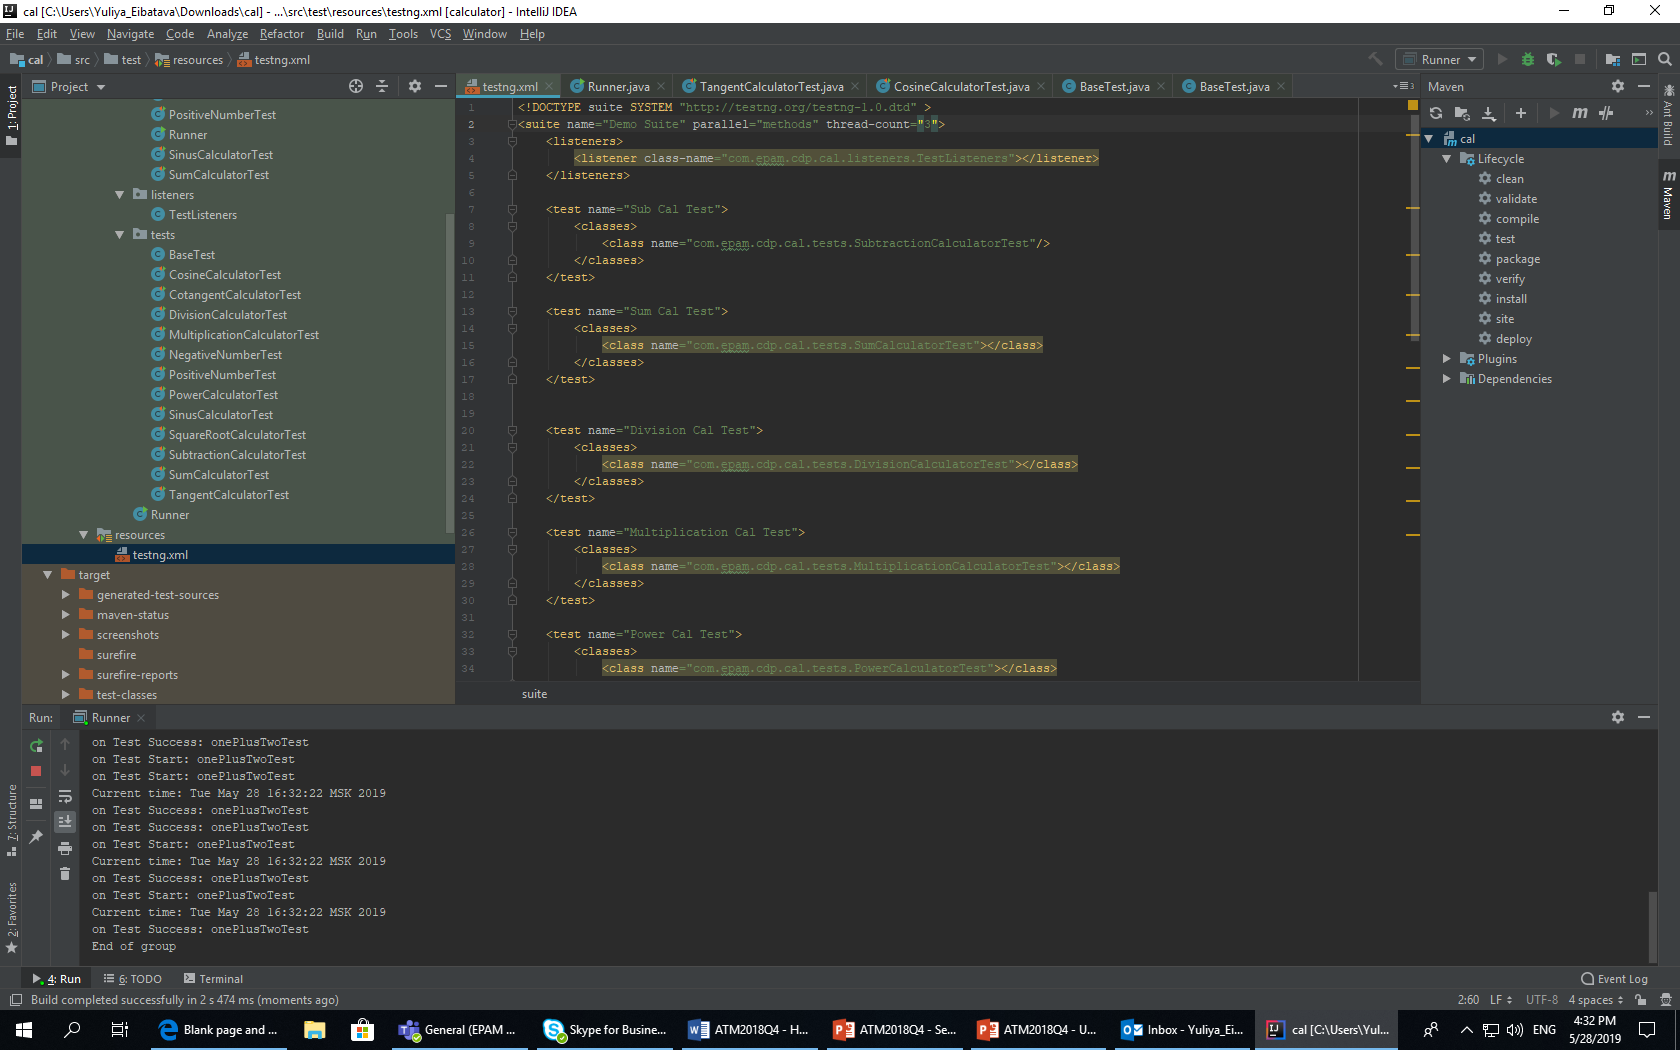 cal [C:\Users\Yuliya_Eibatava\Downloads\cal] - ...\src\test\resources\testng.xml [calculator] - IntelliJ IDEA
File Edit View Navigate Code Analyze Refactor Build Run Tools VCS Window Help
cal src test resources testng.xml
Runner
1: Project
Project
PositiveNumberTest
Runner
SinusCalculatorTest
SumCalculatorTest
listeners
TestListeners
tests
BaseTest
CosineCalculatorTest
CotangentCalculatorTest
DivisionCalculatorTest
MultiplicationCalculatorTest
NegativeNumberTest
PositiveNumberTest
PowerCalculatorTest
SinusCalculatorTest
SquareRootCalculatorTest
SubtractionCalculatorTest
SumCalculatorTest
TangentCalculatorTest
Runner
resources
testng.xml
target
generated-test-sources
maven-status
screenshots
surefire
surefire-reports
test-classes
testng.xml Runner.java TangentCalculatorTest.java CosineCalculatorTest.java BaseTest.java BaseTest.java
1 <!DOCTYPE suite SYSTEM "http://testng.org/testng-1.0.dtd" >
2 <suite name="Demo Suite" parallel="methods" thread-count="3">
3 <listeners>
4 <listener class-name="com.epam.cdp.cal.listeners.TestListeners"></listener>
5 </listeners>
6
7 <test name="Sub Cal Test">
8 <classes>
9 <class name="com.epam.cdp.cal.tests.SubtractionCalculatorTest"/>
10 </classes>
11 </test>
12
13 <test name="Sum Cal Test">
14 <classes>
15 <class name="com.epam.cdp.cal.tests.SumCalculatorTest"></class>
16 </classes>
17 </test>
18
19
20 <test name="Division Cal Test">
21 <classes>
22 <class name="com.epam.cdp.cal.tests.DivisionCalculatorTest"></class>
23 </classes>
24 </test>
25
26 <test name="Multiplication Cal Test">
27 <classes>
28 <class name="com.epam.cdp.cal.tests.MultiplicationCalculatorTest"></class>
29 </classes>
30 </test>
31
32 <test name="Power Cal Test">
33 <classes>
34 <class name="com.epam.cdp.cal.tests.PowerCalculatorTest"></class>
suite
Maven
cal
Lifecycle
clean
validate
compile
test
package
verify
install
site
deploy
Plugins
Dependencies
Ant Build
Maven
Run: Runner
on Test Success: onePlusTwoTest
on Test Start: onePlusTwoTest
on Test Start: onePlusTwoTest
Current time: Tue May 28 16:32:22 MSK 2019
on Test Success: onePlusTwoTest
on Test Success: onePlusTwoTest
on Test Start: onePlusTwoTest
Current time: Tue May 28 16:32:22 MSK 2019
on Test Success: onePlusTwoTest
on Test Start: onePlusTwoTest
Current time: Tue May 28 16:32:22 MSK 2019
on Test Success: onePlusTwoTest
End of group
7: Structure
2: Favorites
4: Run 6: TODO Terminal Event Log
Build completed successfully in 2 s 474 ms (moments ago) 2:60 LF UTF-8 4 spaces
Blank page and ... General (EPAM ... Skype for Busine... ATM2018Q4 - H... ATM2018Q4 - Se... ATM2018Q4 - U... Inbox - Yuliya_Ei... cal [C:\Users\Yul... ENG 4:32 PM
5/28/2019